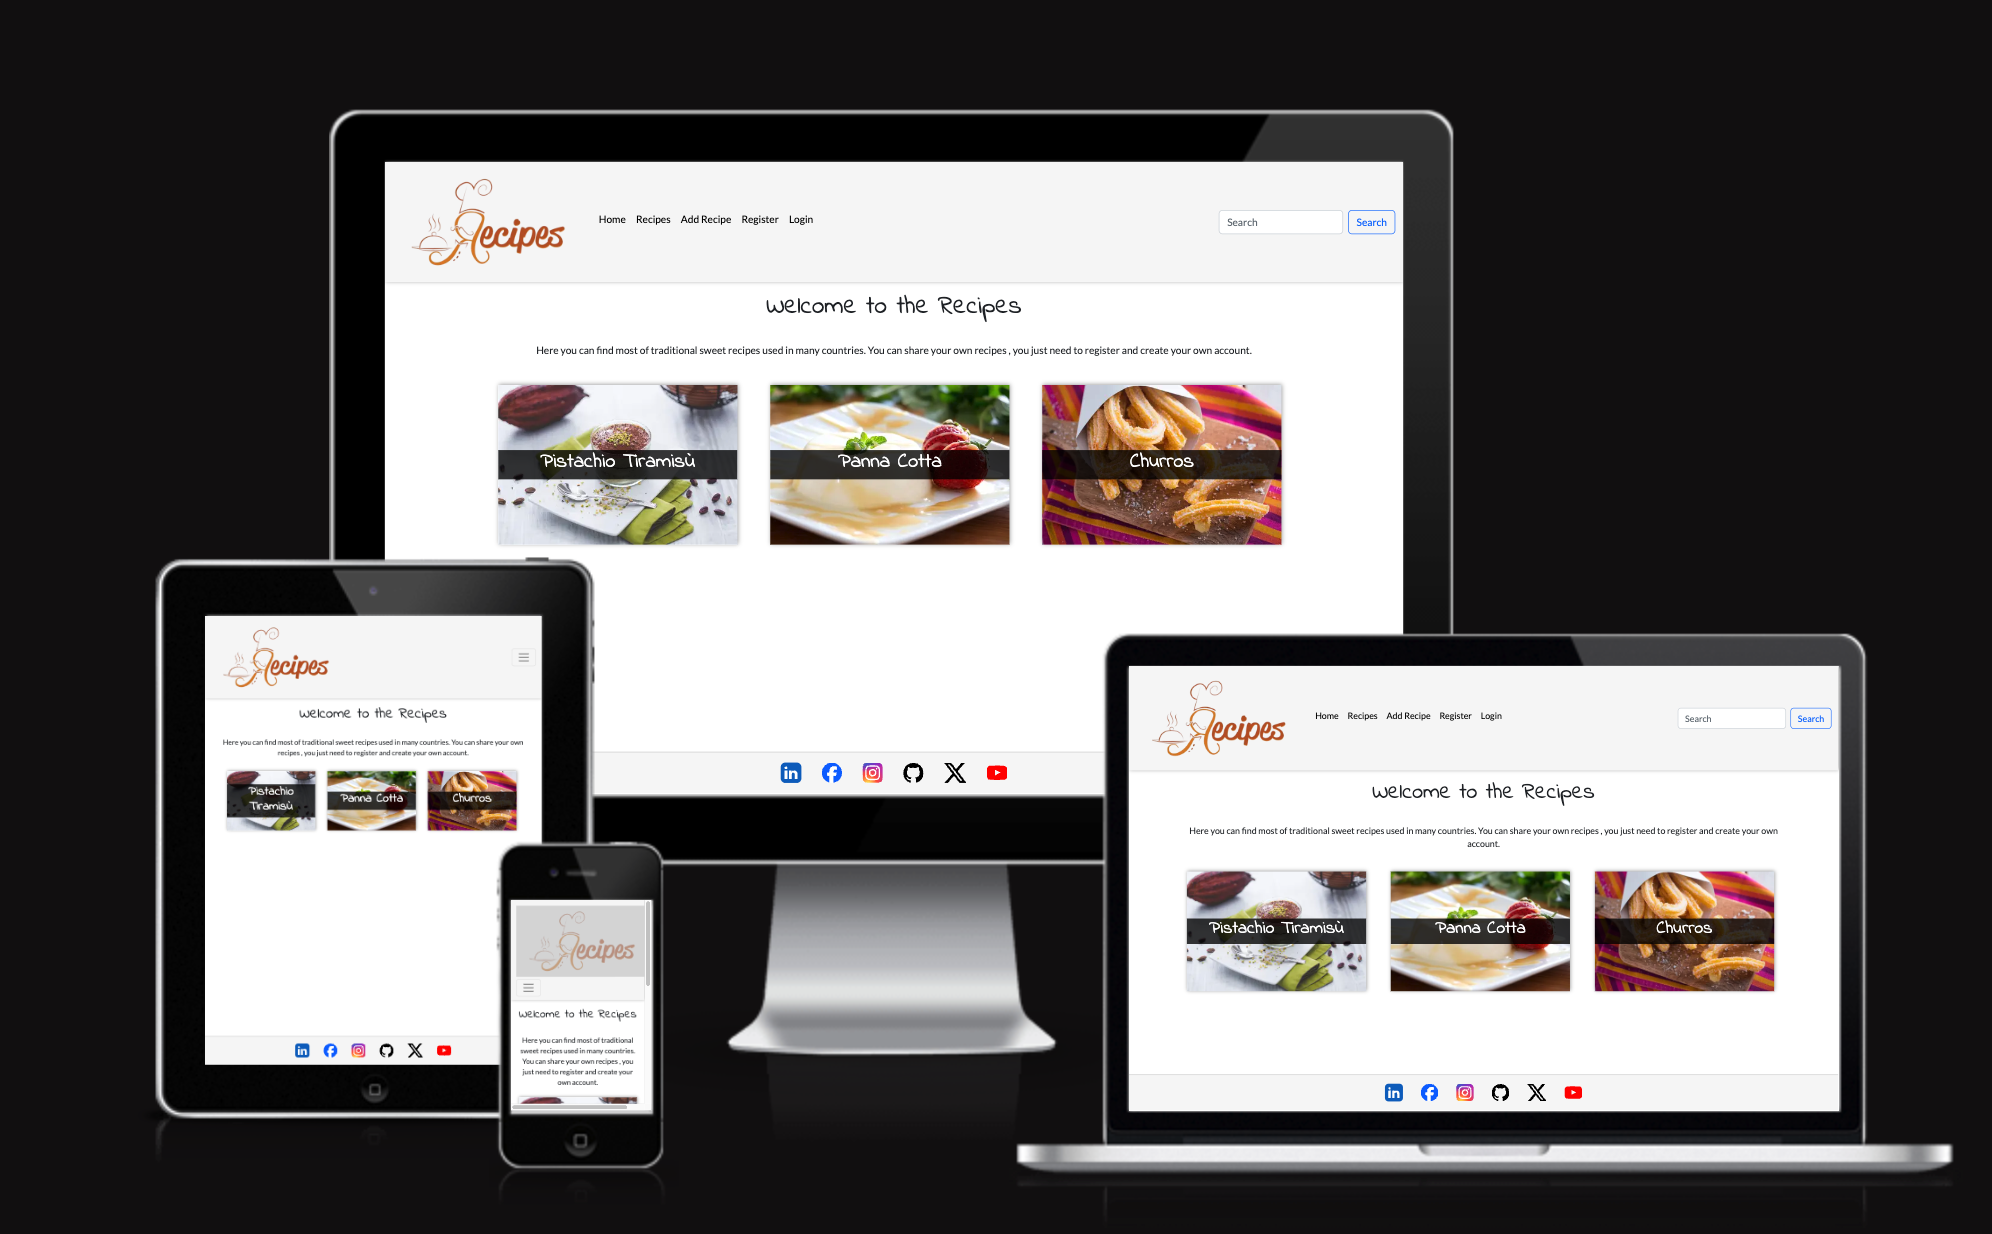 Recipes
Home Recipes Add Recipe Register Login
Search Search
Welcome to the Recipes
Here you can find most of traditional sweet recipes used in many countries. You can share your own recipes , you just need to register and create your own account.
Pistachio Tiramisù Panna Cotta Churros
in
X
Recipes
Welcome to the Recipes
Here you can find most of traditional sweet recipes used in many countries. You can share your own
recipes , you just need to register and create your own account.
Pistachio
Tiramisù
Panna Cotta
Churros
in
X
Recipes
Welcome to the Recipes
Here you can find most of traditional
sweet recipes used in many countries.
You can share your own recipes , you
just need to register and create your
own account.
Recipes
Home Recipes Add Recipe Register Login
Search Search
Welcome to the Recipes
Here you can find most of traditional sweet recipes used in many countries. You can share your own recipes , you just need to register and create your own
account.
Pistachio Tiramisù Panna Cotta Churros
in
X